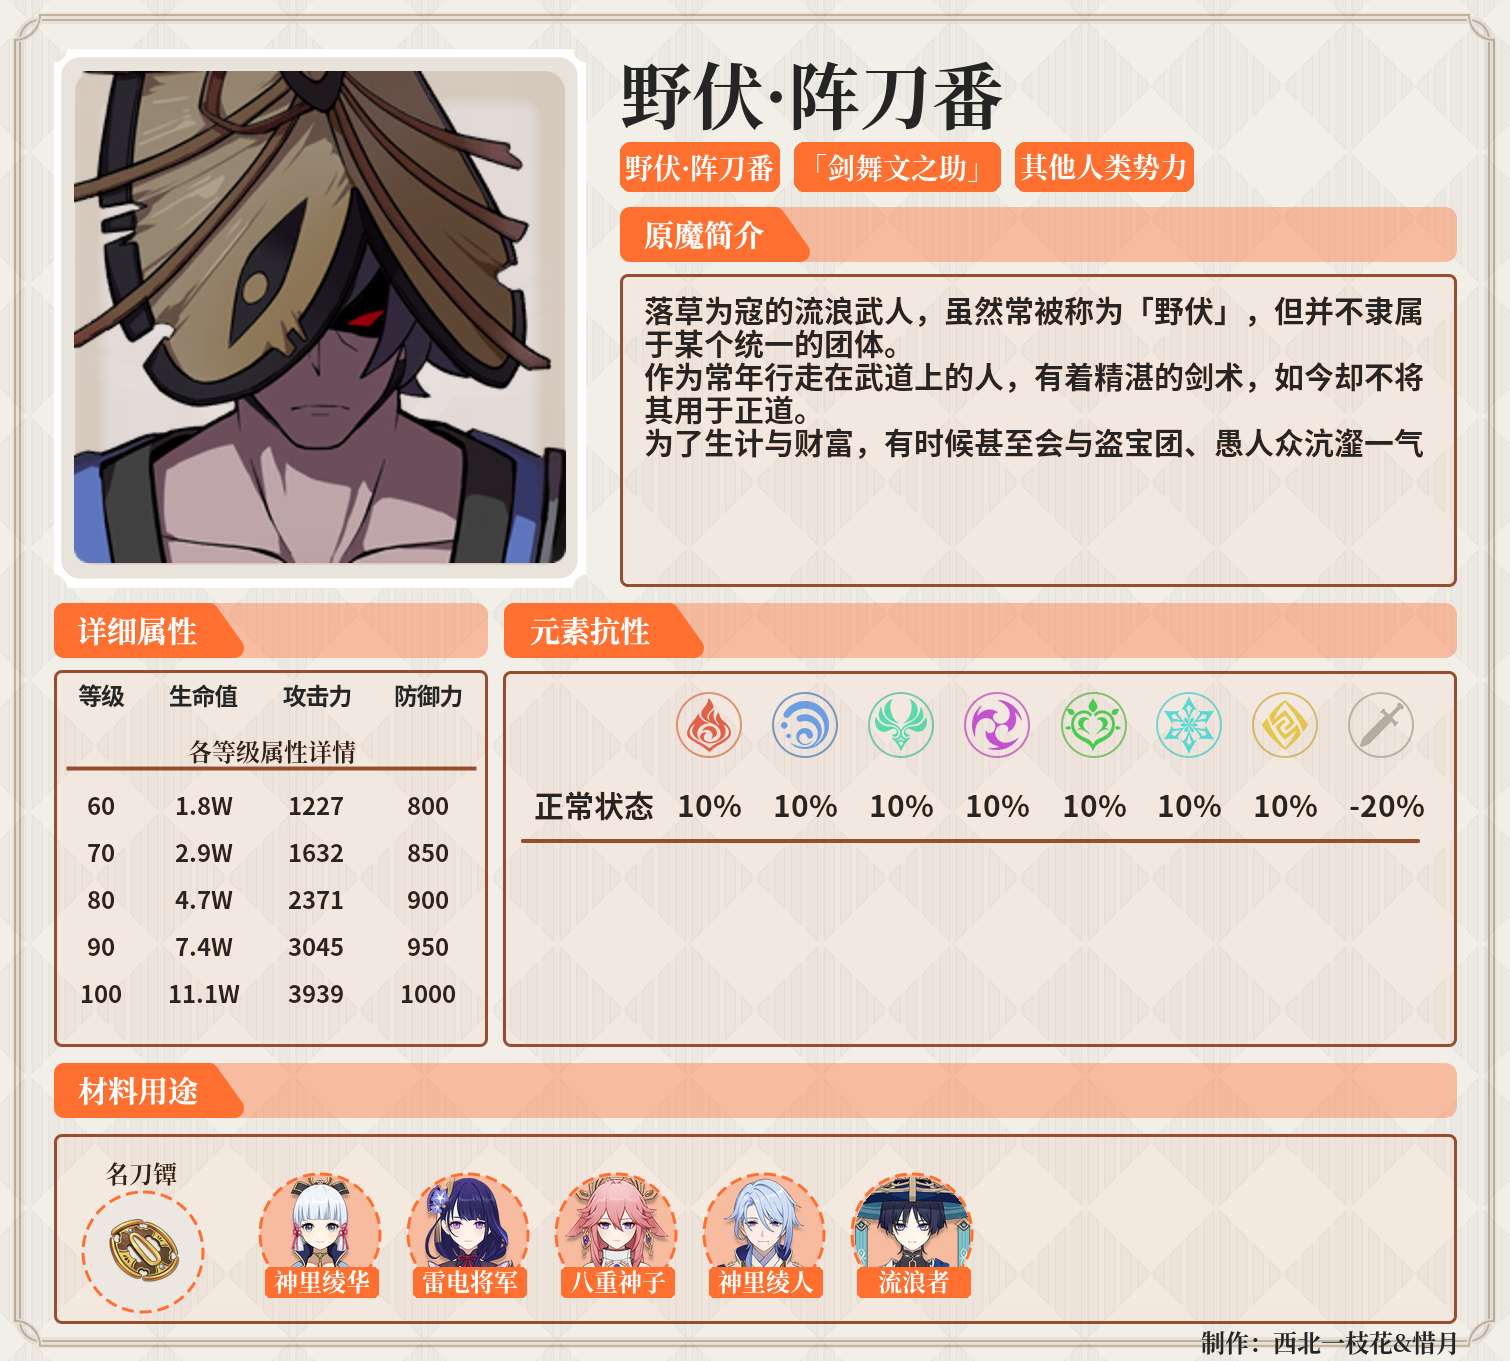 野伏·阵刀番
野伏·阵刀番 「剑舞文之助」 其他人类势力
原魔简介
落草为寇的流浪武人，虽然常被称为「野伏」，但并不隶属
于某个统一的团体。
作为常年行走在武道上的人，有着精湛的剑术，如今却不将
其用于正道。
为了生计与财富，有时候甚至会与盗宝团、愚人众沆瀣一气
详细属性
等级 生命值 攻击力 防御力
各等级属性详情
60 1.8W 1227 800
70 2.9W 1632 850
80 4.7W 2371 900
90 7.4W 3045 950
100 11.1W 3939 1000
元素抗性
正常状态 10% 10% 10% 10% 10% 10% 10% -20%
材料用途
名刀镡
神里绫华 雷电将军 八重神子 神里绫人 流浪者
制作：西北一枝花&惜月